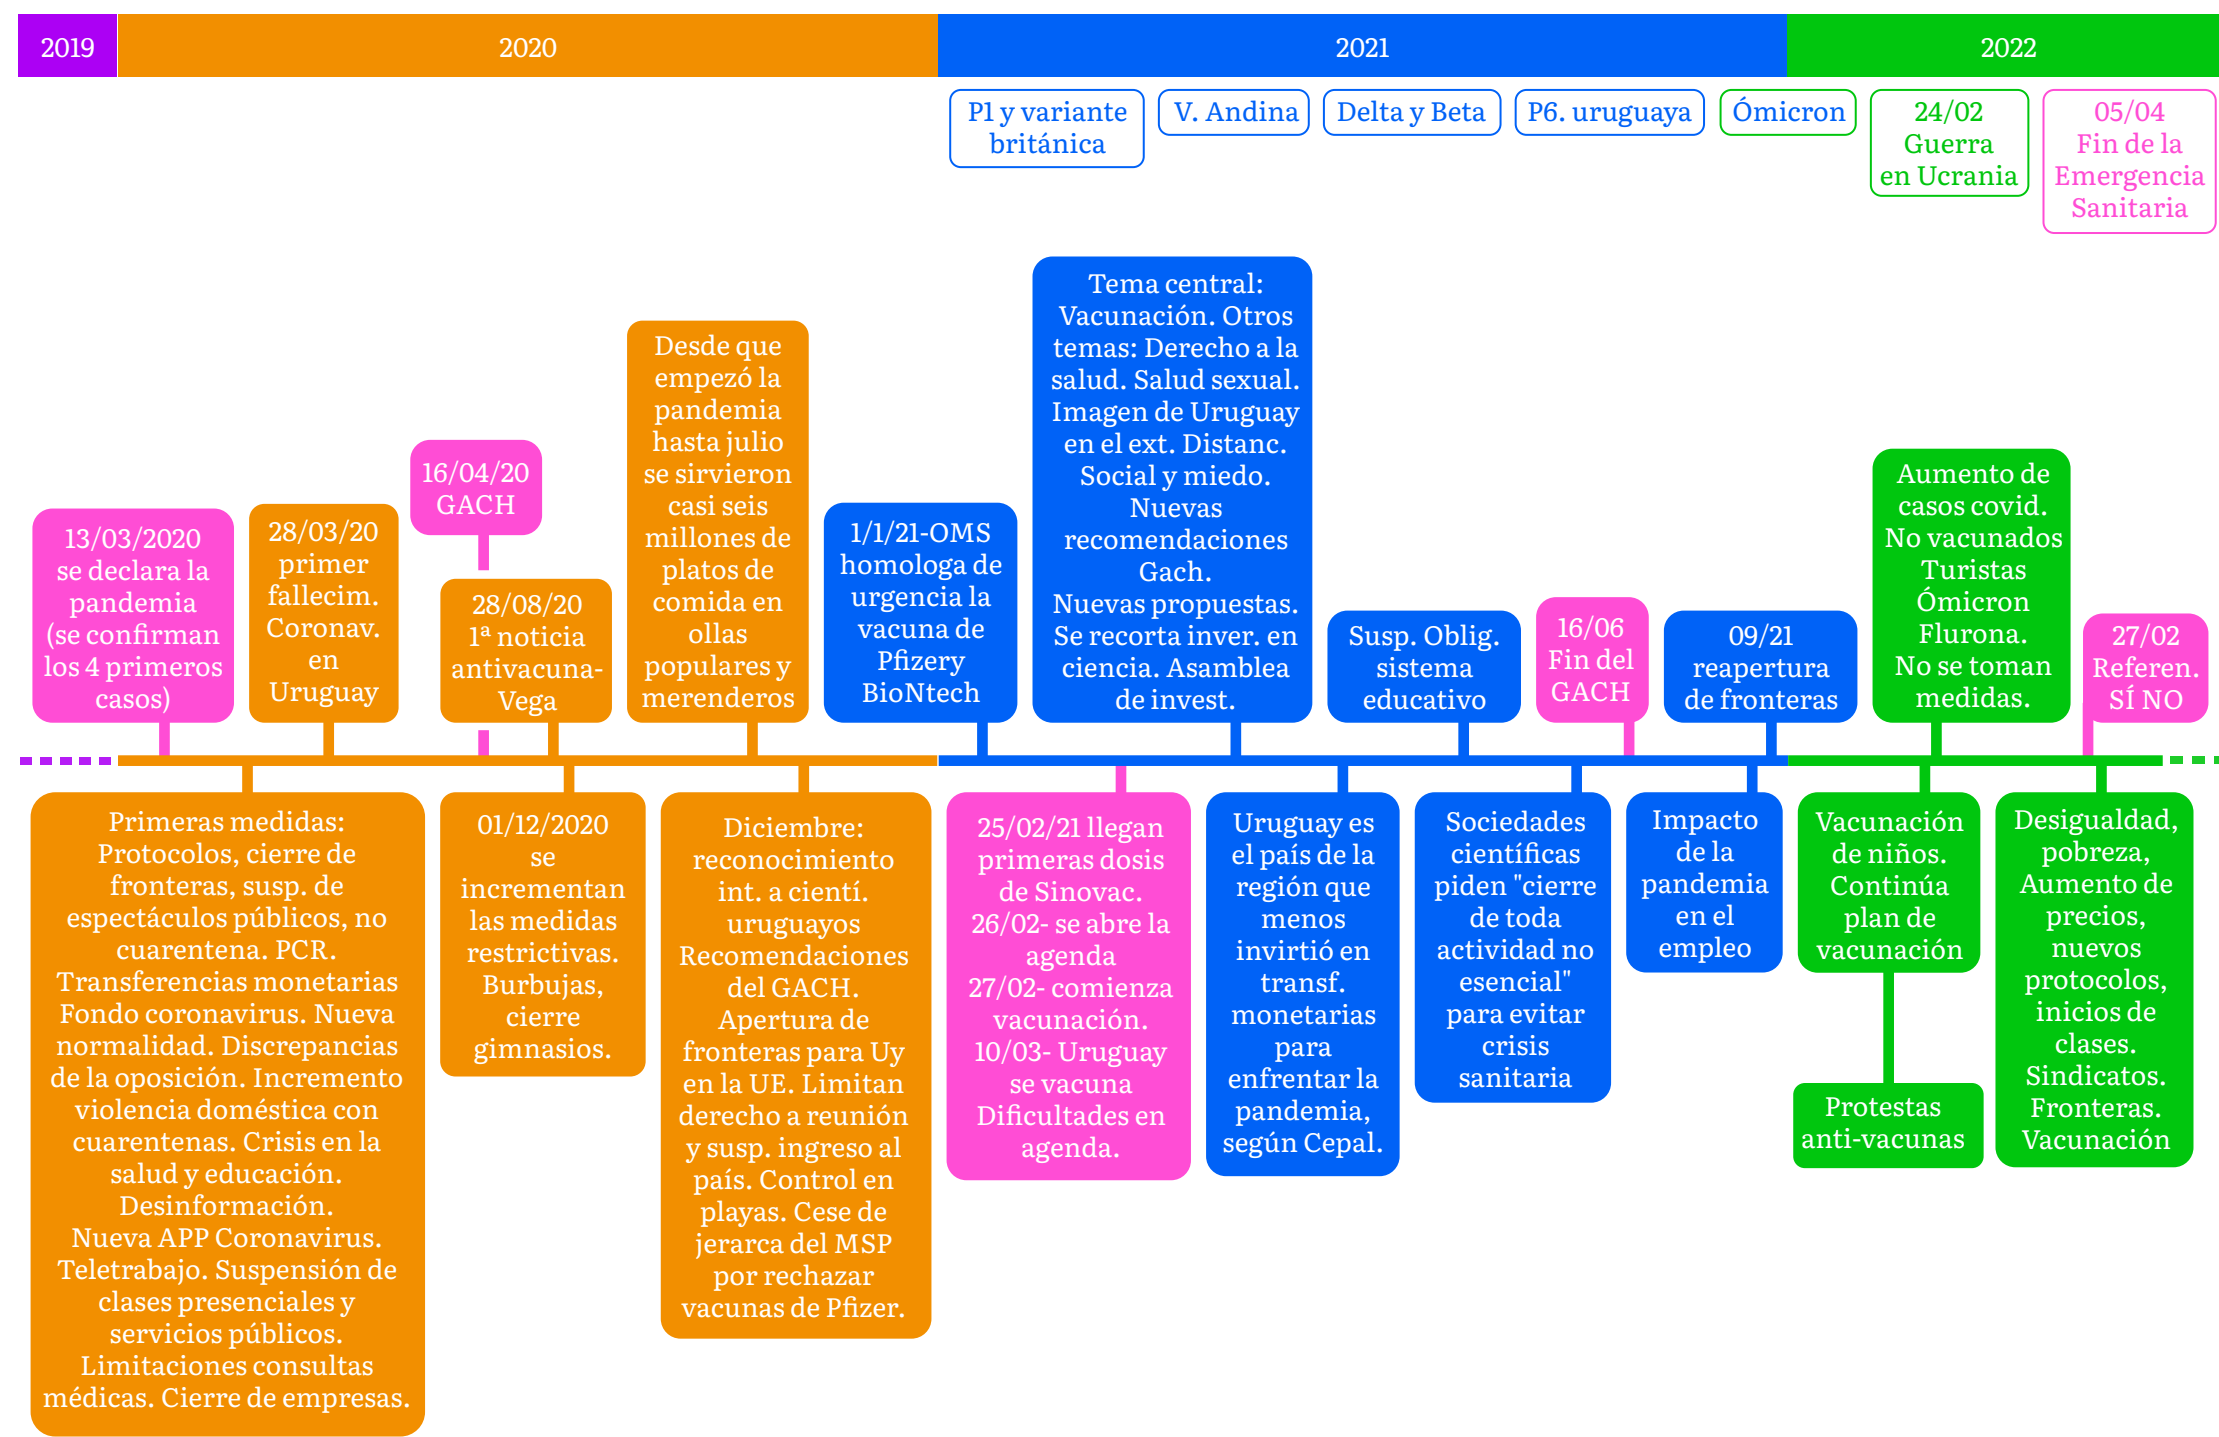 2019
2020
2021
2022
P1 y variante
británica
V. Andina
Delta y Beta
P6. uruguaya
Ómicron
24/02
Guerra
en Ucrania
05/04
Fin de la
Emergencia
Sanitaria
13/03/2020
se declara la
pandemia
(se confirman
los 4 primeros
casos)
28/03/20
primer
fallecim.
Coronav.
en
Uruguay
16/04/20
GACH
28/08/20
1ª noticia
antivacuna-
Vega
Desde que
empezó la
pandemia
hasta julio
se sirvieron
casi seis
millones de
platos de
comida en
ollas
populares y
merenderos
1/1/21-OMS
homologa de
urgencia la
vacuna de
Pfizery
BioNtech
Tema central:
Vacunación. Otros
temas: Derecho a la
salud. Salud sexual.
Imagen de Uruguay
en el ext. Distanc.
Social y miedo.
Nuevas
recomendaciones
Gach.
Nuevas propuestas.
Se recorta inver. en
ciencia. Asamblea
de invest.
Susp. Oblig.
sistema
educativo
16/06
Fin del
GACH
09/21
reapertura
de fronteras
Aumento de
casos covid.
No vacunados
Turistas
Ómicron
Flurona.
No se toman
medidas.
27/02
Referen.
SÍ NO
Primeras medidas:
Protocolos, cierre de
fronteras, susp. de
espectáculos públicos, no
cuarentena. PCR.
Transferencias monetarias
Fondo coronavirus. Nueva
normalidad. Discrepancias
de la oposición. Incremento
violencia doméstica con
cuarentenas. Crisis en la
salud y educación.
Desinformación.
Nueva APP Coronavirus.
Teletrabajo. Suspensión de
clases presenciales y
servicios públicos.
Limitaciones consultas
médicas. Cierre de empresas.
01/12/2020
se
incrementan
las medidas
restrictivas.
Burbujas,
cierre
gimnasios.
Diciembre:
reconocimiento
int. a cientí.
uruguayos
Recomendaciones
del GACH.
Apertura de
fronteras para Uy
en la UE. Limitan
derecho a reunión
y susp. ingreso al
país. Control en
playas. Cese de
jerarca del MSP
por rechazar
vacunas de Pfizer.
25/02/21 llegan
primeras dosis
de Sinovac.
26/02- se abre la
agenda
27/02- comienza
vacunación.
10/03- Uruguay
se vacuna
Dificultades en
agenda.
Uruguay es
el país de la
región que
menos
invirtió en
transf.
monetarias
para
enfrentar la
pandemia,
según Cepal.
Sociedades
científicas
piden "cierre
de toda
actividad no
esencial"
para evitar
crisis
sanitaria
Impacto
de la
pandemia
en el
empleo
Vacunación
de niños.
Continúa
plan de
vacunación
Protestas
anti-vacunas
Desigualdad,
pobreza,
Aumento de
precios,
nuevos
protocolos,
inicios de
clases.
Sindicatos.
Fronteras.
Vacunación